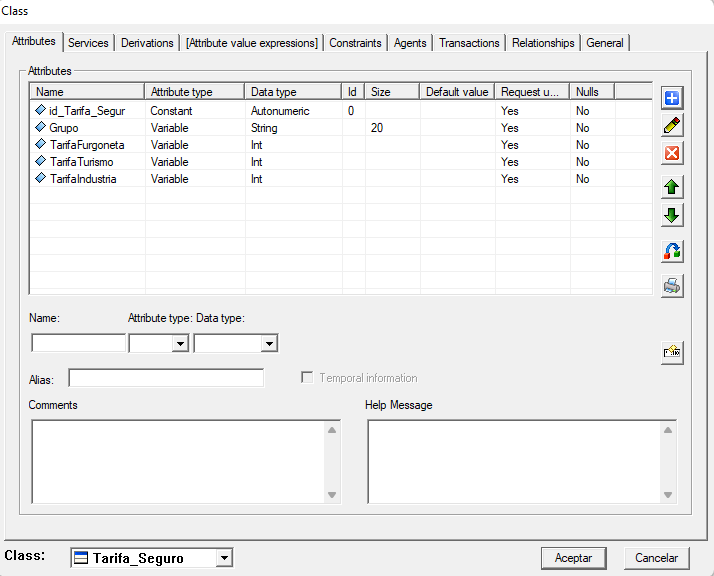 Class
Attributes Services Derivations [Attribute value expressions] Constraints Agents Transactions Relationships General
Attributes
Name Attribute type Data type Id Size Default value Request u... Nulls
id_Tarifa_Segur Constant Autonumeric 0 Yes No
Grupo Variable String 20 Yes No
TarifaFurgoneta Variable Int Yes No
TarifaTurismo Variable Int Yes No
TarifaIndustria Variable Int Yes No
Name: Attribute type: Data type:
Alias: Temporal information
Comments Help Message
Class: Tarifa_Seguro Aceptar Cancelar